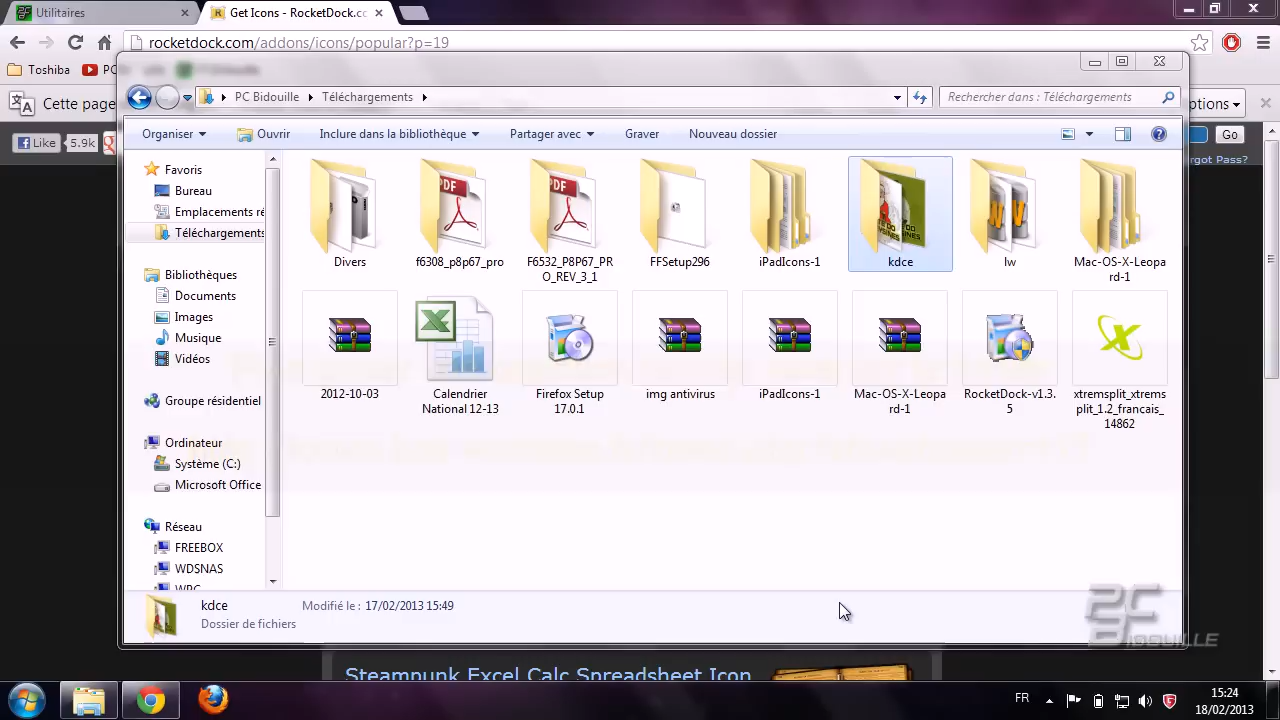 Utilitaires
Get Icons - RocketDock.cc
rocketdock.com/addons/icons/popular?p=19
Toshiba
Cette page
ptions
Like
5.9k
Go
orgot Pass?
PC Bidouille
Téléchargements
Rechercher dans : Téléchargements
Organiser
Ouvrir
Inclure dans la bibliothèque
Partager avec
Graver
Nouveau dossier
Favoris
Bureau
Emplacements ré
Téléchargements
Bibliothèques
Documents
Images
Musique
Vidéos
Groupe résidentiel
Ordinateur
Système (C:)
Microsoft Office
Réseau
FREEBOX
WDSNAS
Divers
f6308_p8p67_pro
F6532_P8P67_PR
O_REV_3_1
FFSetup296
iPadIcons-1
kdce
lw
Mac-OS-X-Leopa
rd-1
2012-10-03
Calendrier
National 12-13
Firefox Setup
17.0.1
img antivirus
iPadIcons-1
Mac-OS-X-Leopa
rd-1
RocketDock-v1.3.
5
xtremsplit_xtrems
plit_1.2_francais_
14862
kdce
Modifié le : 17/02/2013 15:49
Dossier de fichiers
PC
BIDOUILLE
Steampunk Excel Calc Spreadsheet Icon
FR
15:24
18/02/2013